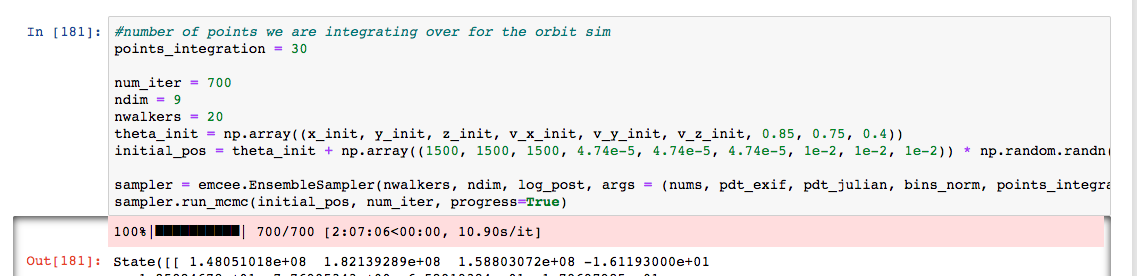 In [181]: #number of points we are integrating over for the orbit sim
points_integration = 30
num_iter = 700
ndim = 9
nwalkers = 20
theta_init = np.array((x_init, y_init, z_init, v_x_init, v_y_init, v_z_init, 0.85, 0.75, 0.4))
initial_pos = theta_init + np.array((1500, 1500, 1500, 4.74e-5, 4.74e-5, 4.74e-5, 1e-2, 1e-2, 1e-2)) * np.random.randn(
sampler = emcee.EnsembleSampler(nwalkers, ndim, log_post, args = (nums, pdt_exif, pdt_julian, bins_norm, points_integra
sampler.run_mcmc(initial_pos, num_iter, progress=True)
100%|██████████| 700/700 [2:07:06<00:00, 10.90s/it]
Out[181]: State([[ 1.48051018e+08 1.82139289e+08 1.58803072e+08 -1.61193000e+01